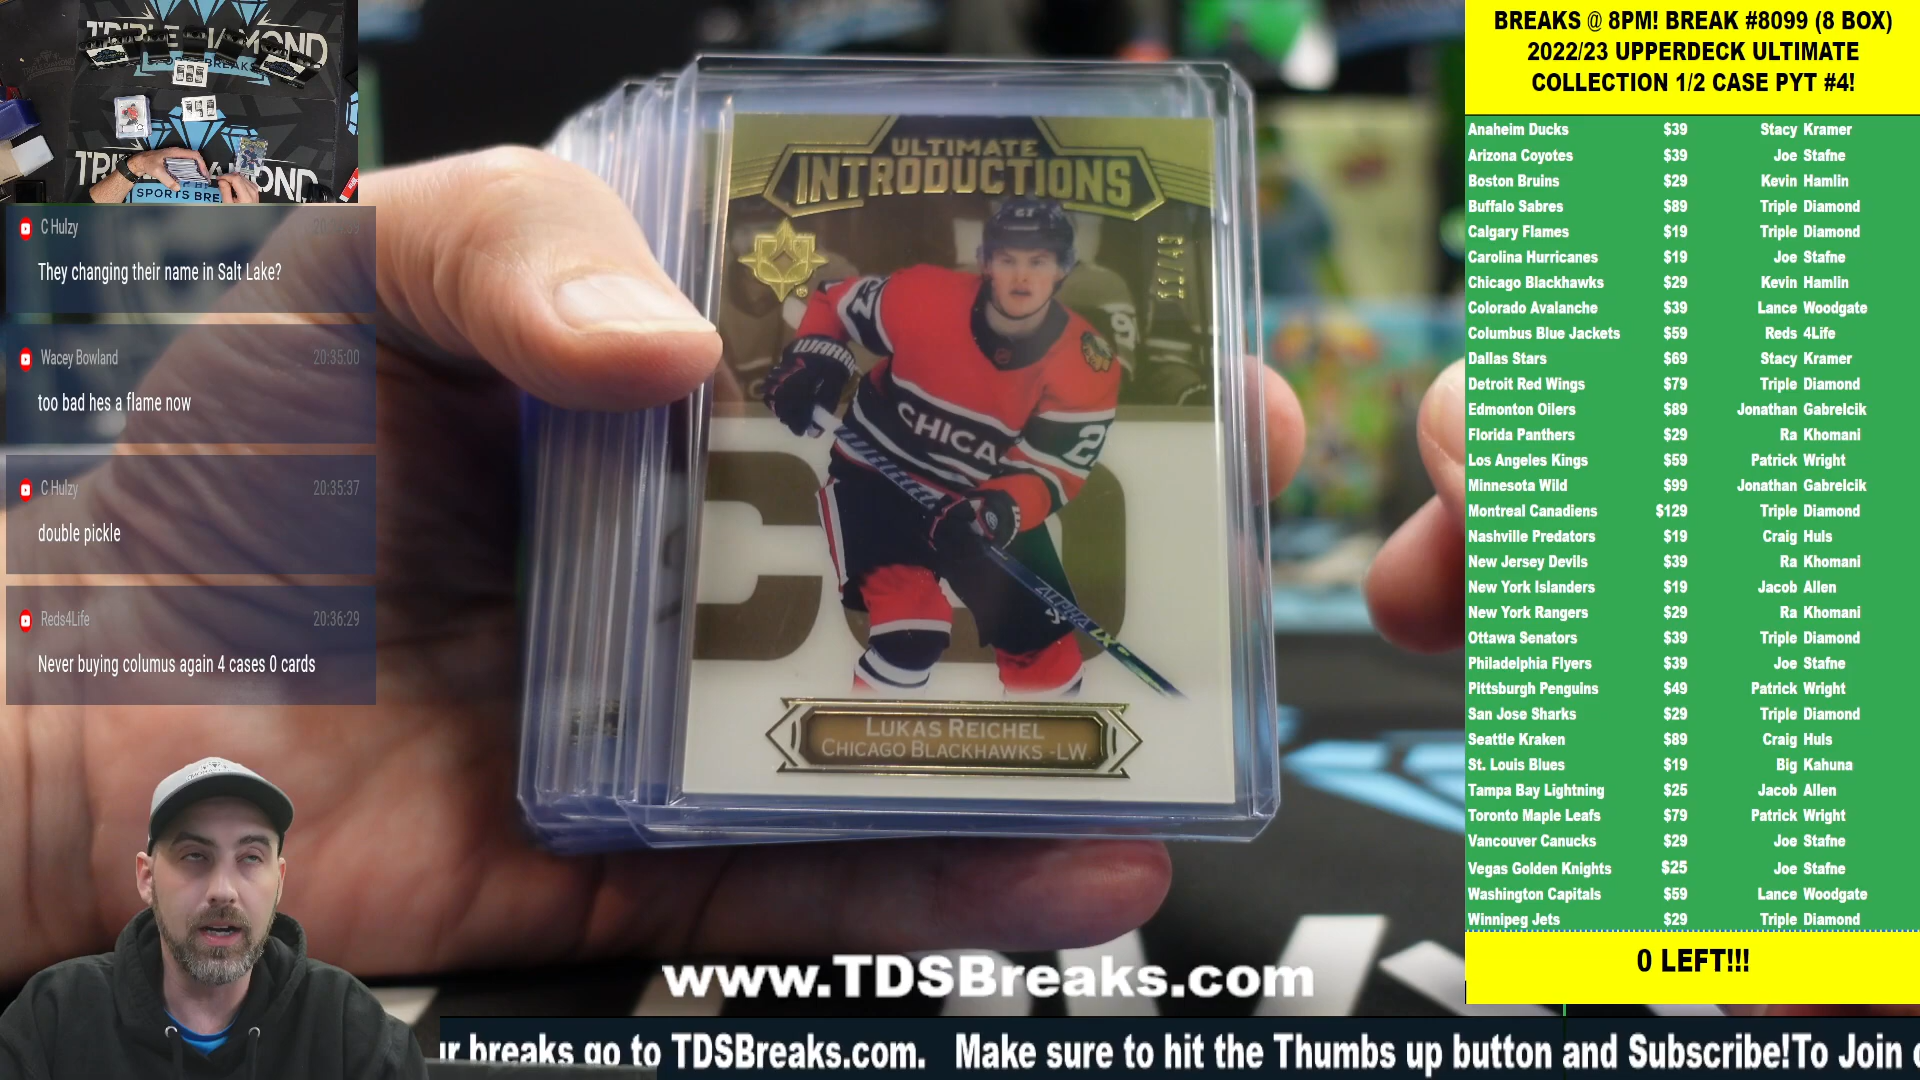 TRIPLE DIAMOND
SPORTS BREAKS
SPORTS BRE
C Hulzy
They changing their name in Salt Lake?
Wacey Bowland 20:35:00
too bad hes a flame now
C Hulzy 20:35:37
double pickle
Reds4Life 20:36:29
Never buying columus again 4 cases 0 cards
ULTIMATE
INTRODUCTIONS
27
WARRI
CHICA
ALPHA LX
LUKAS REICHEL
CHICAGO BLACKHAWKS -LW
www.TDSBreaks.com
BREAKS @ 8PM! BREAK #8099 (8 BOX)
2022/23 UPPERDECK ULTIMATE
COLLECTION 1/2 CASE PYT #4!
Anaheim Ducks $39 Stacy Kramer
Arizona Coyotes $39 Joe Stafne
Boston Bruins $29 Kevin Hamlin
Buffalo Sabres $89 Triple Diamond
Calgary Flames $19 Triple Diamond
Carolina Hurricanes $19 Joe Stafne
Chicago Blackhawks $29 Kevin Hamlin
Colorado Avalanche $39 Lance Woodgate
Columbus Blue Jackets $59 Reds 4Life
Dallas Stars $69 Stacy Kramer
Detroit Red Wings $79 Triple Diamond
Edmonton Oilers $89 Jonathan Gabrelcik
Florida Panthers $29 Ra Khomani
Los Angeles Kings $59 Patrick Wright
Minnesota Wild $99 Jonathan Gabrelcik
Montreal Canadiens $129 Triple Diamond
Nashville Predators $19 Craig Huls
New Jersey Devils $39 Ra Khomani
New York Islanders $19 Jacob Allen
New York Rangers $29 Ra Khomani
Ottawa Senators $39 Triple Diamond
Philadelphia Flyers $39 Joe Stafne
Pittsburgh Penguins $49 Patrick Wright
San Jose Sharks $29 Triple Diamond
Seattle Kraken $89 Craig Huls
St. Louis Blues $19 Big Kahuna
Tampa Bay Lightning $25 Jacob Allen
Toronto Maple Leafs $79 Patrick Wright
Vancouver Canucks $29 Joe Stafne
Vegas Golden Knights $25 Joe Stafne
Washington Capitals $59 Lance Woodgate
Winnipeg Jets $29 Triple Diamond
0 LEFT!!!
ur breaks go to TDSBreaks.com. Make sure to hit the Thumbs up button and Subscribe!To Join